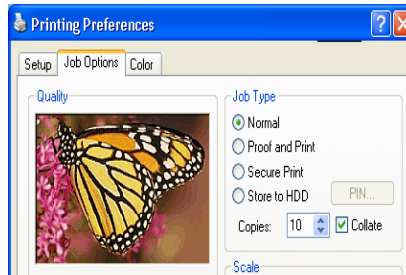 Printing Preferences
Setup Job Options Color
Quality
Job Type
Normal
Proof and Print
Secure Print
Store to HDD PIN...
Copies: 10 Collate
Scale